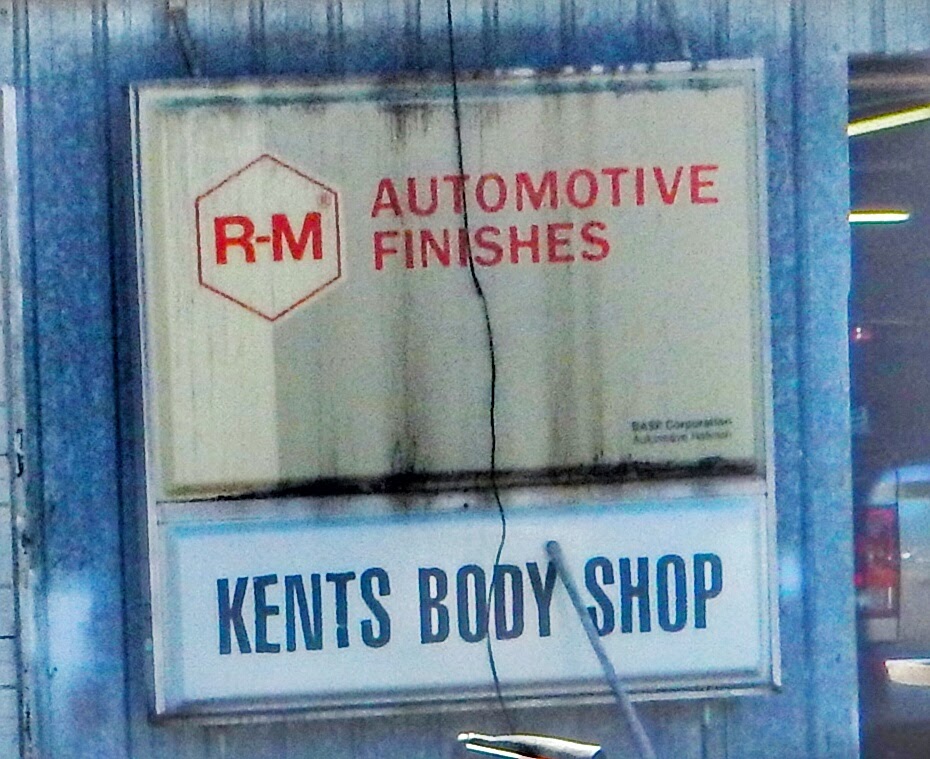 R-M®
AUTOMOTIVE
FINISHES
BASF Corporation
KENTS BODY SHOP